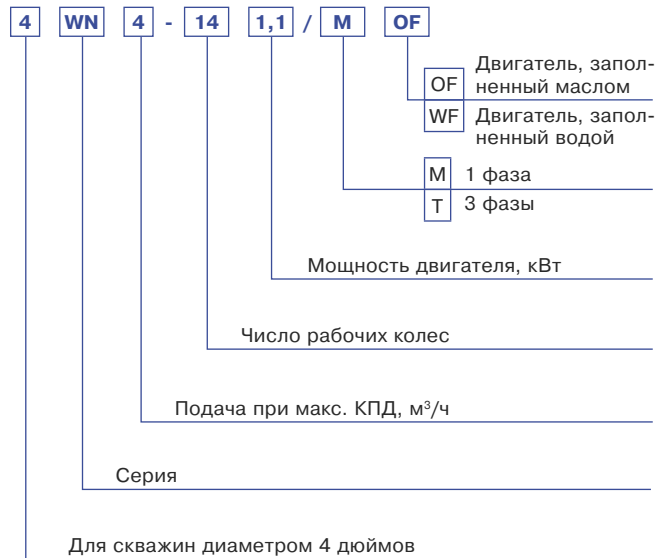 4 WN 4 - 14 1,1 / M OF
Двигатель, запол-
OF ненный маслом
WF Двигатель, запол-
ненный водой
M 1 фаза
T 3 фазы
Мощность двигателя, кВт
Число рабочих колес
Подача при макс. КПД, м³/ч
Серия
Для скважин диаметром 4 дюймов